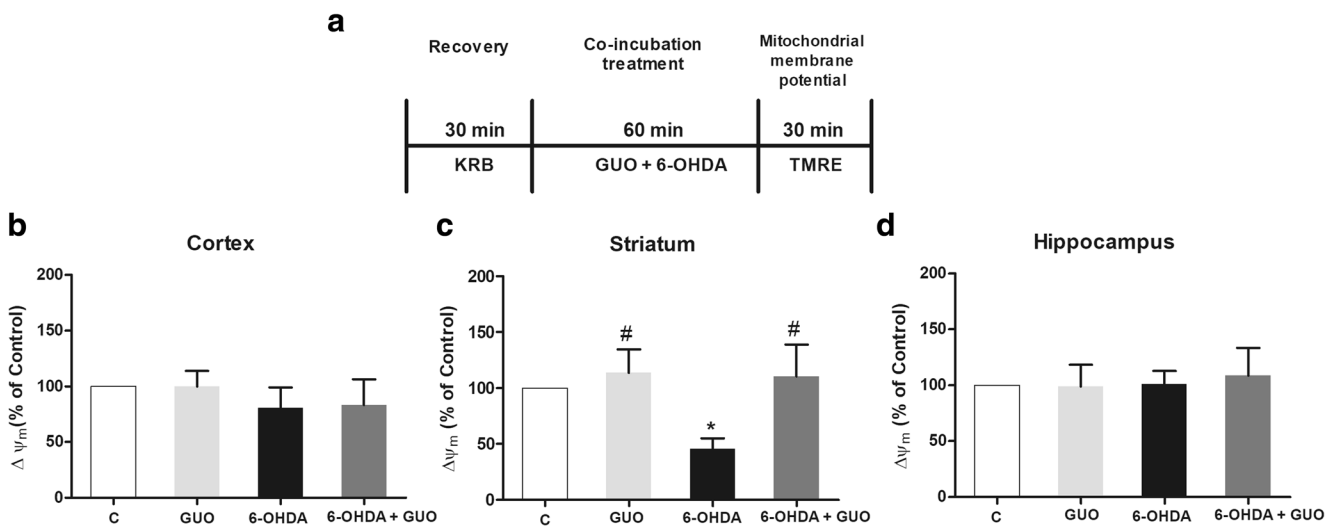 a
Recovery
Co-incubation
treatment
Mitochondrial
membrane
potential
30 min
60 min
30 min
KRB
GUO + 6-OHDA
TMRE
b
Cortex
Δ ψm(% of Control)
200
150
100
50
0
C
GUO
6-OHDA
6-OHDA + GUO
c
Striatum
Δψm (% of Control)
200
150
100
50
0
#
*
#
C
GUO
6-OHDA
6-OHDA + GUO
d
Hippocampus
Δψm (% of Control)
200
150
100
50
0
C
GUO
6-OHDA
6-OHDA + GUO